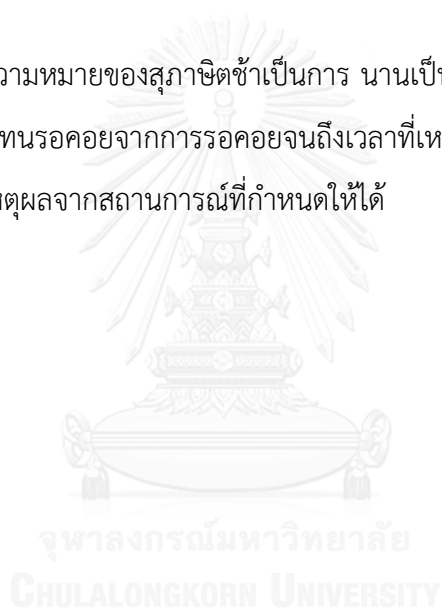 วามหมายของสุภาษิตช้าเป็นการ นานเป็น
ทนรอคอยจากการรอคอยจนถึงเวลาที่เห
หตุผลจากสถานการณ์ที่กำหนดให้ได้
จุฬาลงกรณ์มหาวิทยาลัย
CHULALONGKORN UNIVERSITY